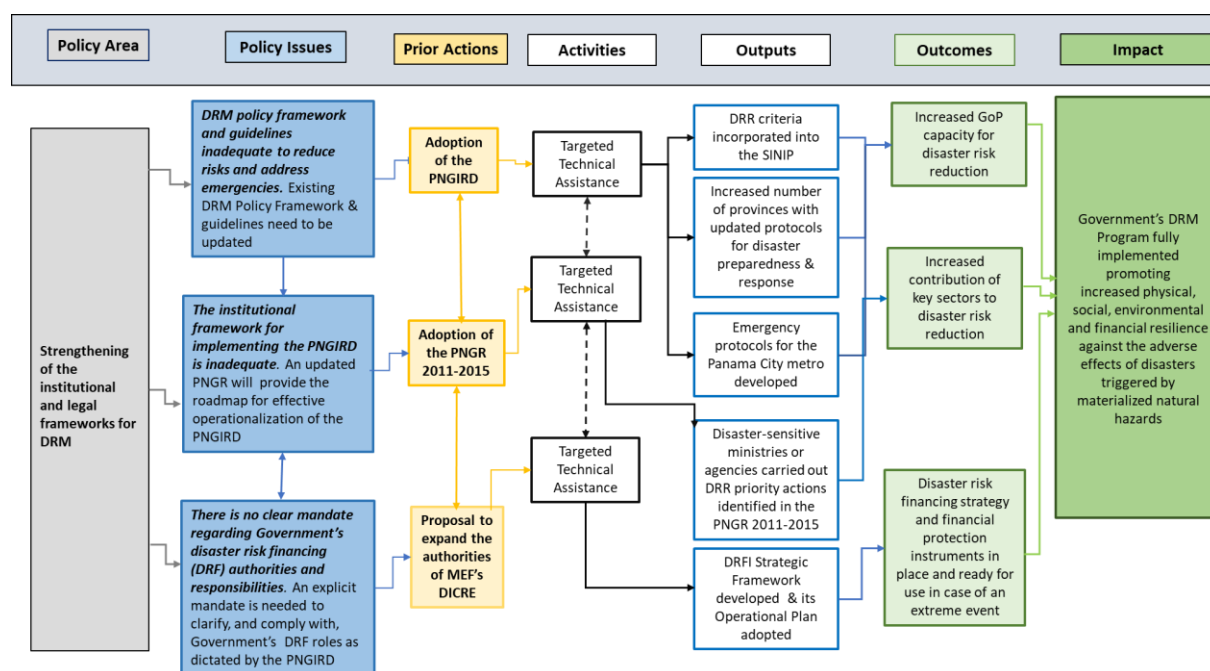 Policy Area
Policy Issues
Prior Actions
Activities
Outputs
Outcomes
Impact
Strengthening
of the
institutional
and legal
frameworks for
DRM
DRM policy framework
and guidelines
inadequate to reduce
risks and address
emergencies. Existing
DRM Policy Framework &
guidelines need to be
updated
The institutional
framework for
implementing the PNGIRD
is inadequate. An updated
PNGR will provide the
roadmap for effective
operationalization of the
PNGIRD
There is no clear mandate
regarding Government's
disaster risk financing
(DRF) authorities and
responsibilities. An explicit
mandate is needed to
clarify, and comply with,
Government's DRF roles as
dictated by the PNGIRD
Adoption
of the
PNGIRD
Adoption
of the PNGR
2011-2015
Proposal to
expand the
authorities
of MEF's
DICRE
Targeted
Technical
Assistance
Targeted
Technical
Assistance
Targeted
Technical
Assistance
DRR criteria
incorporated into
the SINIP
Increased number
of provinces with
updated protocols
for disaster
preparedness &
response
Emergency
protocols for the
Panama City metro
developed
Disaster-sensitive
ministries or
agencies carried out
DRR priority actions
identified in the
PNGR 2011-2015
DRFI Strategic
Framework
developed & its
Operational Plan
adopted
Increased GoP
capacity for
disaster risk
reduction
Increased
contribution of
key sectors to
disaster risk
reduction
Disaster risk
financing strategy
and financial
protection
instruments in
place and ready for
use in case of an
extreme event
Government's DRM
Program fully
implemented
promoting
increased physical,
social, environmental
and financial resilience
against the adverse
effects of disasters
triggered by
materialized natural
hazards